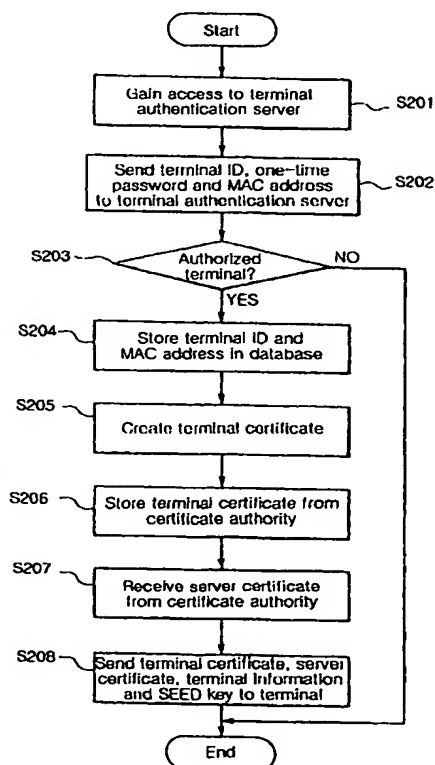 Start
Gain access to terminal
authentication server
S201
Send terminal ID, one-time
password and MAC address
to terminal authentication server
S202
S203
Authorized
terminal?
NO
YES
S204
Store terminal ID and
MAC address in database
S205
Create terminal certificate
S206
Store terminal certificate from
certificate authority
S207
Receive server certificate
from certificate authority
S208
Send terminal certificate, server
certificate, terminal Information
and SEED key to terminal
End